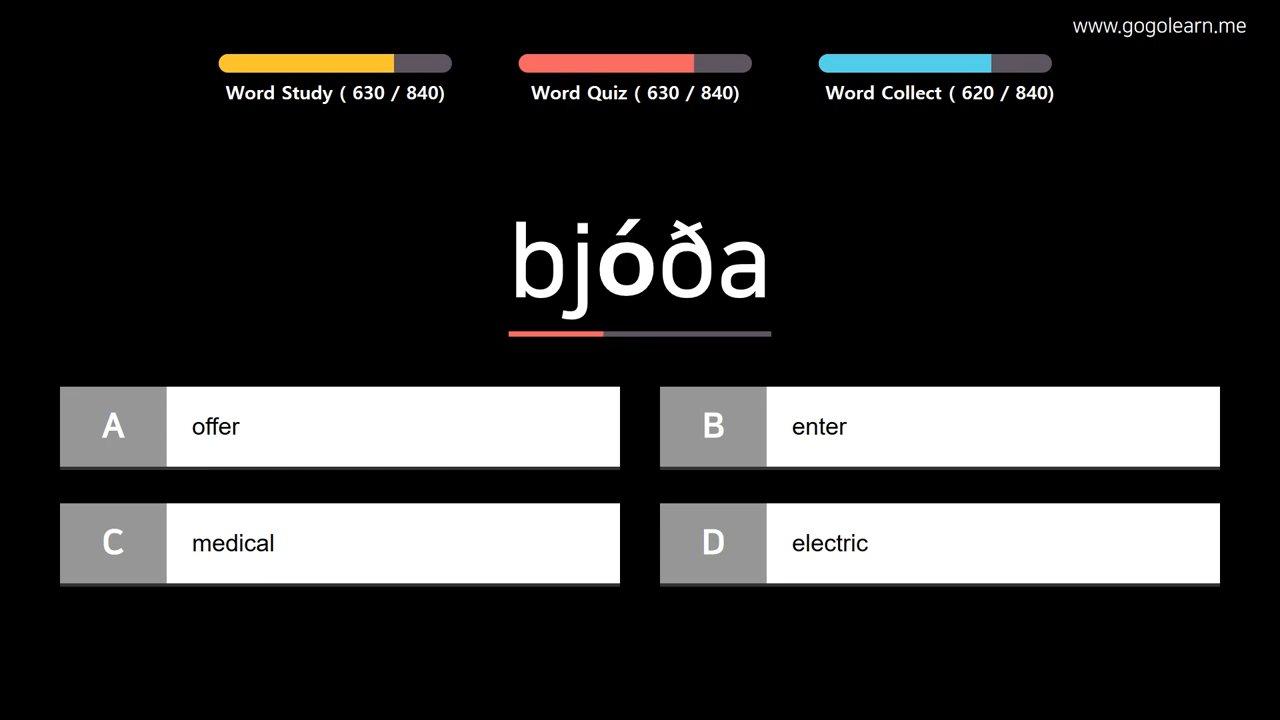 www.gogolearn.me
Word Study ( 630 / 840)
Word Quiz ( 630 / 840)
Word Collect ( 620 / 840)
bjóða
A offer
B enter
C medical
D electric